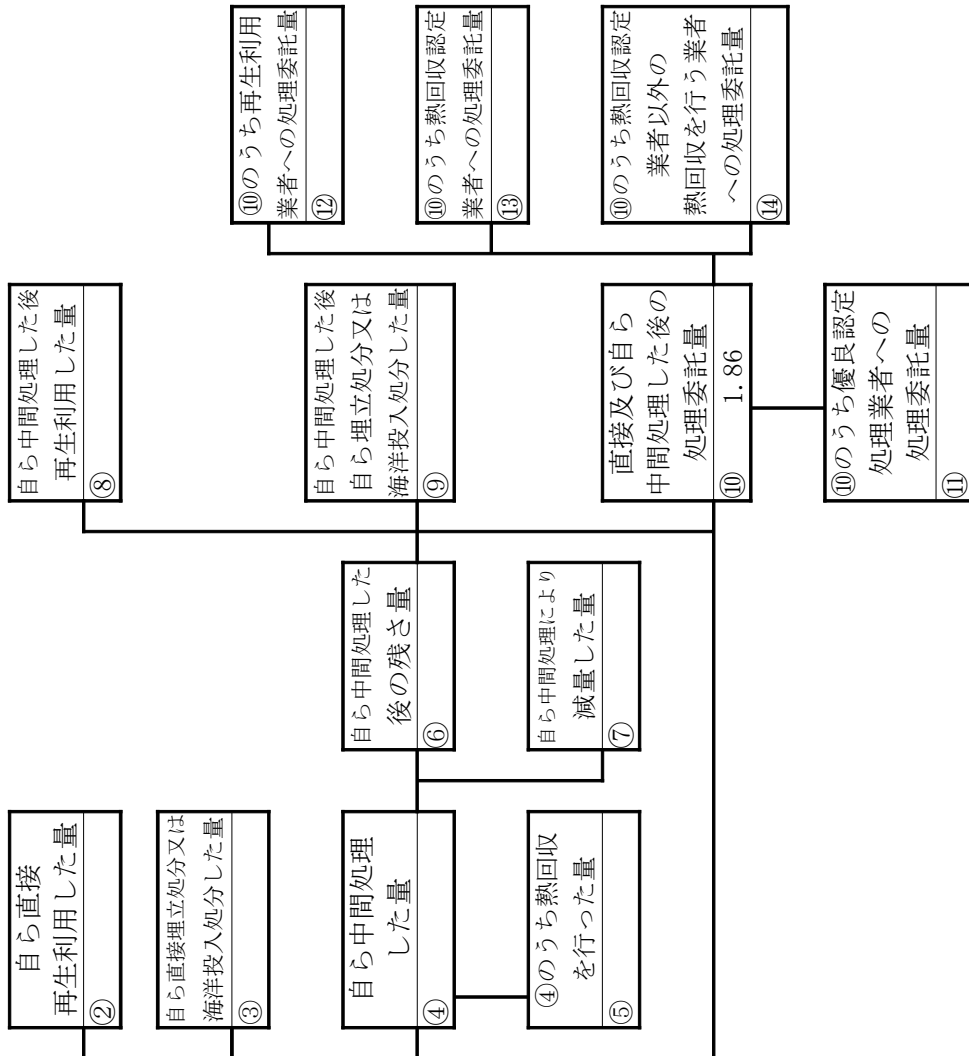 自ら直接
再生利用した量
②
自ら直接埋立処分又は
海洋投入処分した量
③
自ら中間処理
した量
④
④のうち熱回収
を行った量
⑤
自ら中間処理した
後の残さ量
⑥
自ら中間処理により
減量した量
⑦
自ら中間処理した後
再生利用した量
⑧
自ら中間処理した後
自ら埋立処分又は
海洋投入処分した量
⑨
直接及び自ら
中間処理した後の
処理委託量
⑩ 1.86
⑩のうち優良認定
処理業者への
処理委託量
⑪
⑩のうち再生利用
業者への処理委託量
⑫
⑩のうち熱回収認定
業者への処理委託量
⑬
⑩のうち熱回収認定
業者以外の
熱回収を行う業者
への処理委託量
⑭